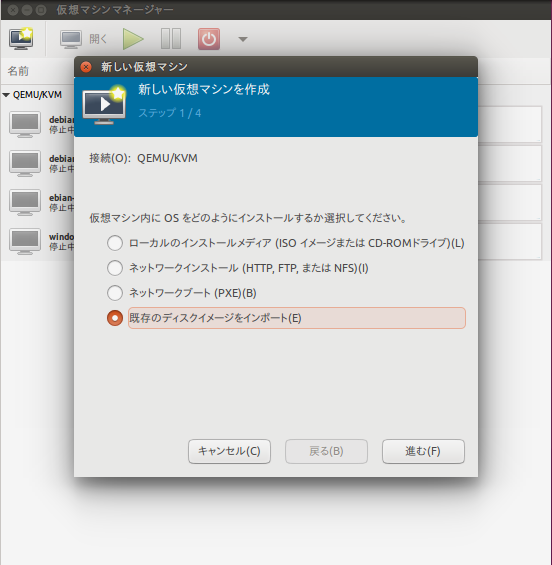 仮想マシンマネージャー
開く
名前
QEMU/KVM
停止中
停止中
停止中
停止中
新しい仮想マシン
新しい仮想マシンを作成
ステップ 1 / 4
接続(O): QEMU/KVM
仮想マシン内に OS をどのようにインストールするか選択してください。
ローカルのインストールメディア (ISO イメージまたは CD-ROMドライブ)(L)
ネットワークインストール (HTTP, FTP, または NFS)(I)
ネットワークブート (PXE)(B)
既存のディスクイメージをインポート(E)
キャンセル(C)
戻る(B)
進む(F)